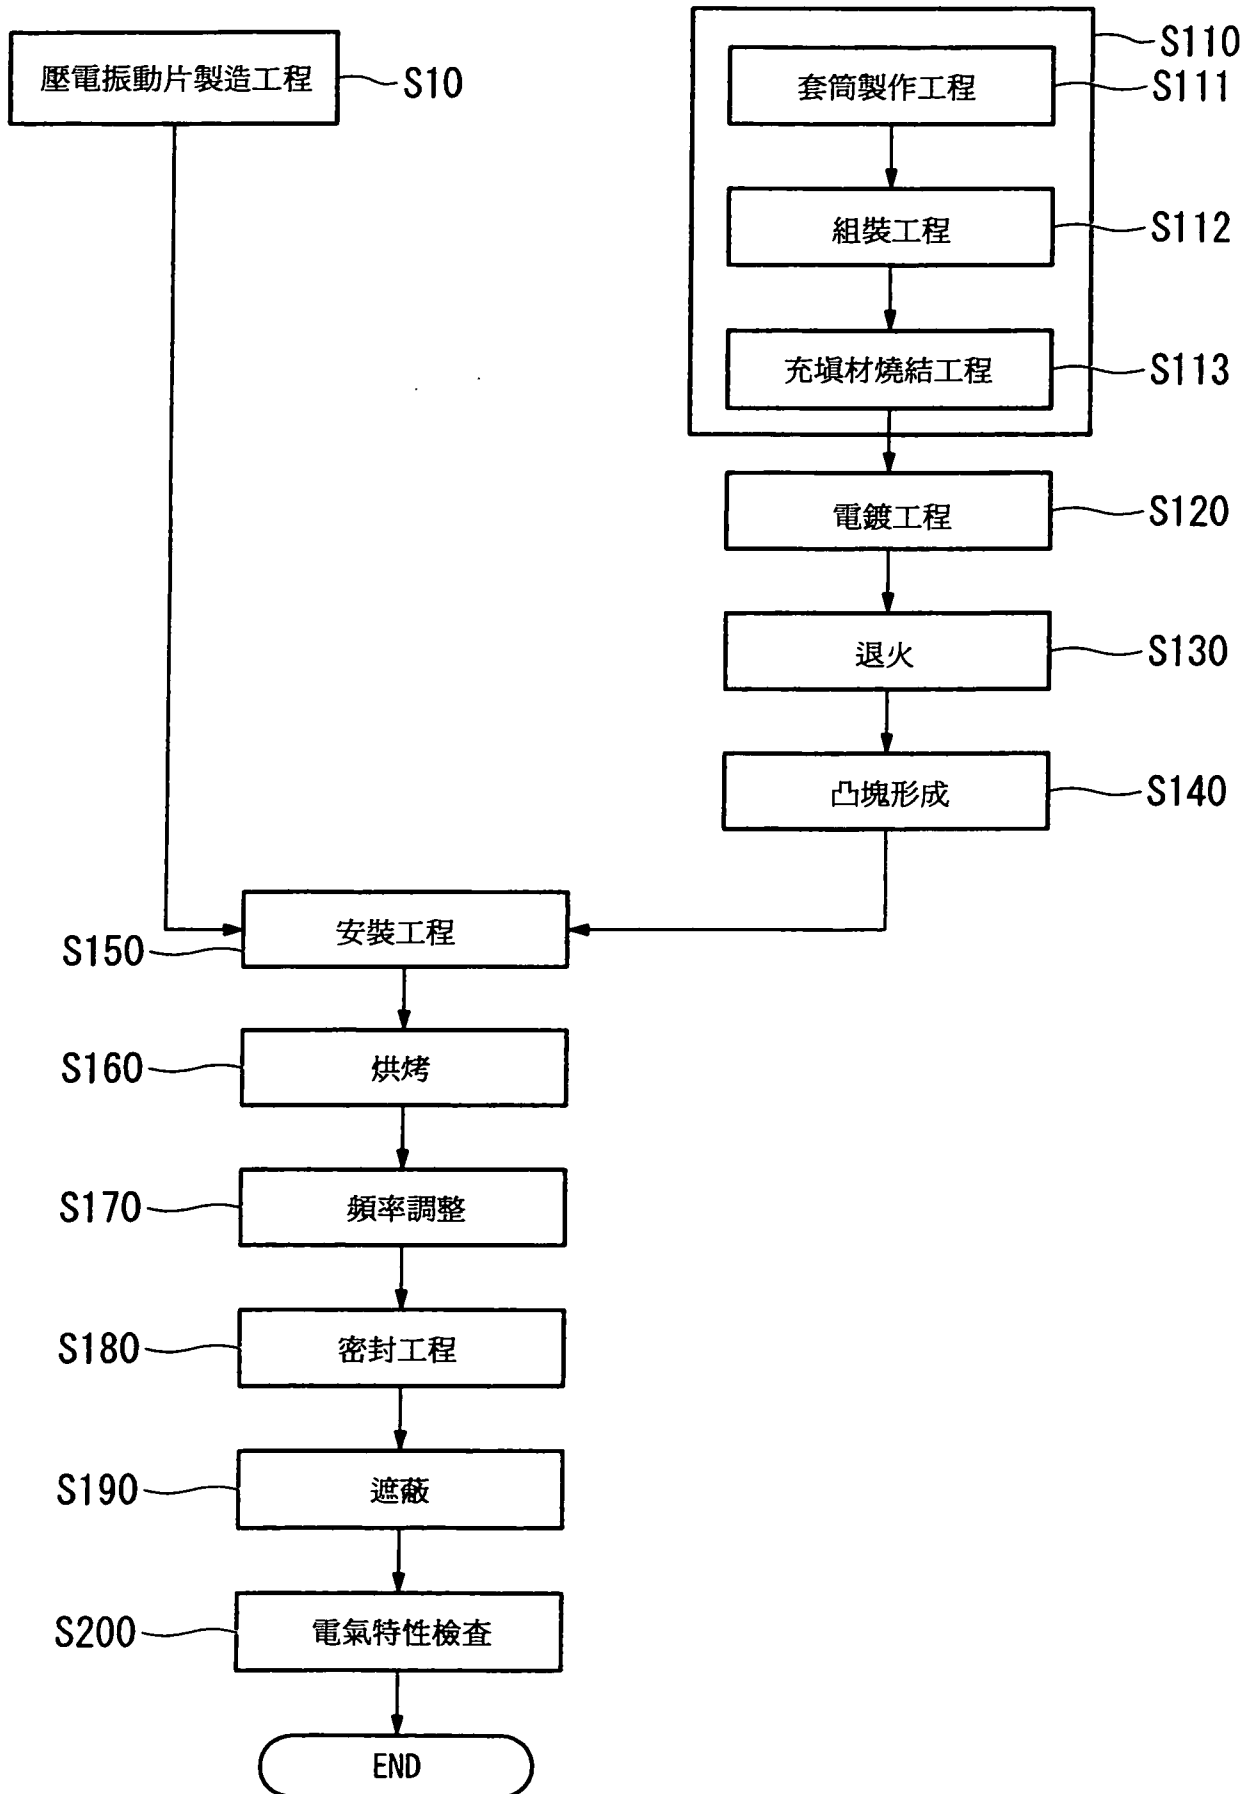 壓電振動片製造工程
S10
S110
套筒製作工程
S111
組裝工程
S112
充塡材燒結工程
S113
電鍍工程
S120
退火
S130
凸塊形成
S140
安裝工程
S150
烘烤
S160
頻率調整
S170
密封工程
S180
遮蔽
S190
電氣特性檢查
S200
END